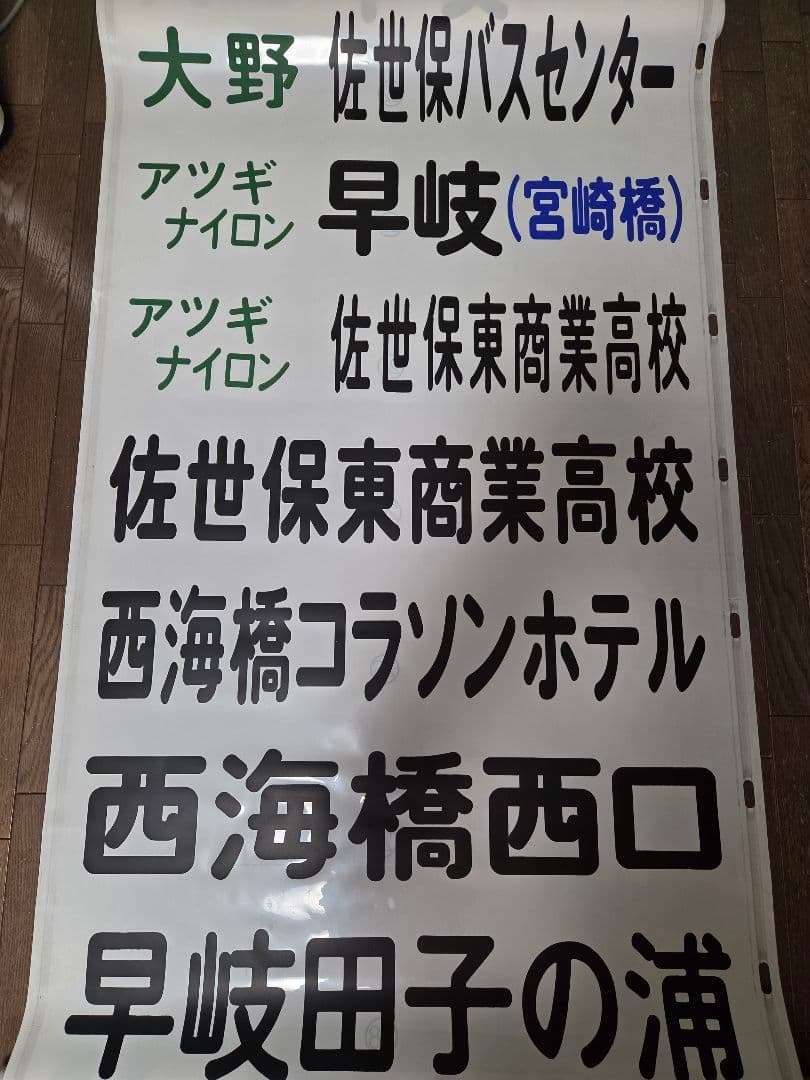 大野 佐世保バスセンター
アツギナイロン 早岐(宮崎橋)
アツギナイロン 佐世保東商業高校
佐世保東商業高校
西海橋コラソンホテル
西海橋西口
早岐田子の浦